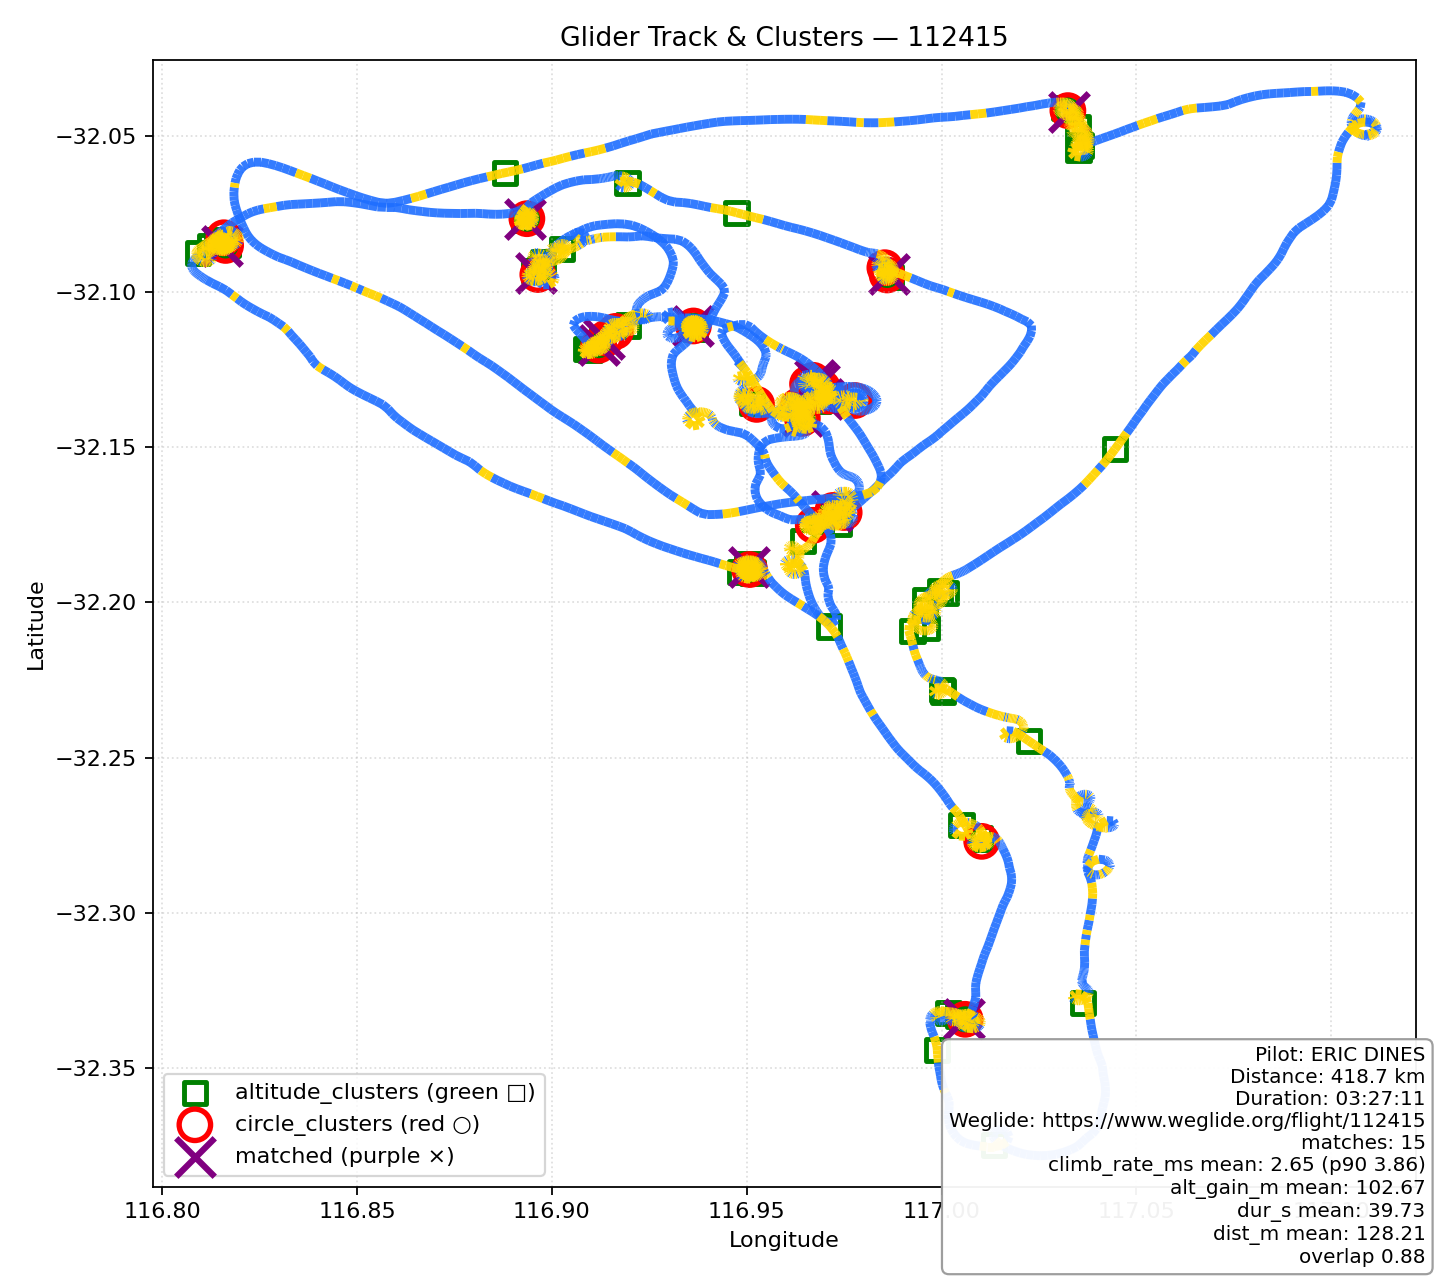 Glider Track & Clusters — 112415
−32.05
−32.10
−32.15
−32.20
−32.25
−32.30
−32.35
Latitude
116.80
116.85
116.90
116.95
117.00
117.05
Longitude
altitude_clusters (green □)
circle_clusters (red ○)
matched (purple ×)
Pilot: ERIC DINES
Distance: 418.7 km
Duration: 03:27:11
Weglide: https://www.weglide.org/flight/112415
matches: 15
climb_rate_ms mean: 2.65 (p90 3.86)
alt_gain_m mean: 102.67
dur_s mean: 39.73
dist_m mean: 128.21
overlap 0.88